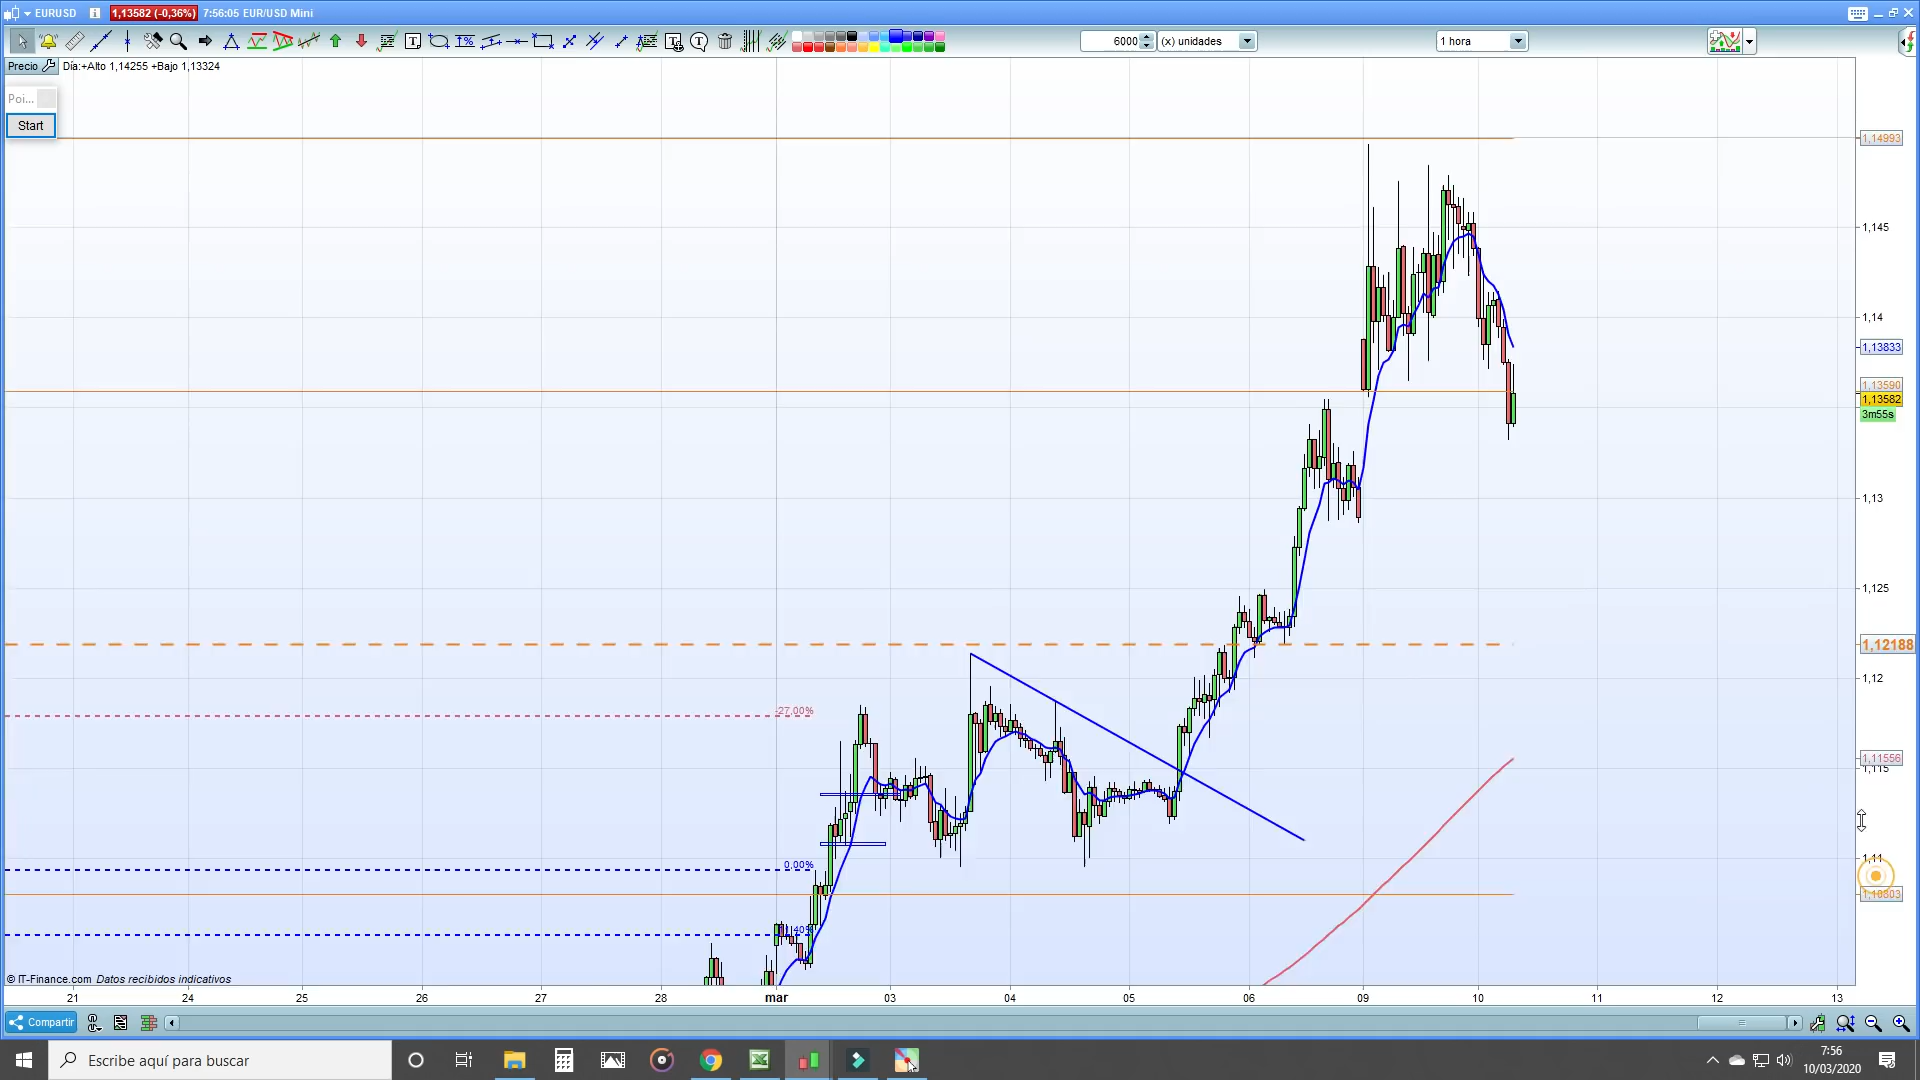 EURUSD 1,13582 (-0,36%) 7:56:05 EUR/USD Mini
6000 (x) unidades 1 hora
Precio Día:+Alto 1,14255 +Bajo 1,13324
Poi...
Start
1,14993
1,145
1,14
1,13833
1,13590
1,13582
3m55s
1,13
1,125
1,12188
1,12
-27,00%
1,11556
1,115
0,00%
1,11
1,10803
© IT-Finance.com Datos recibidos indicativos
21 24 25 26 27 28 mar 03 04 05 06 09 10 11 12 13
Compartir
Escribe aquí para buscar
7:56
10/03/2020